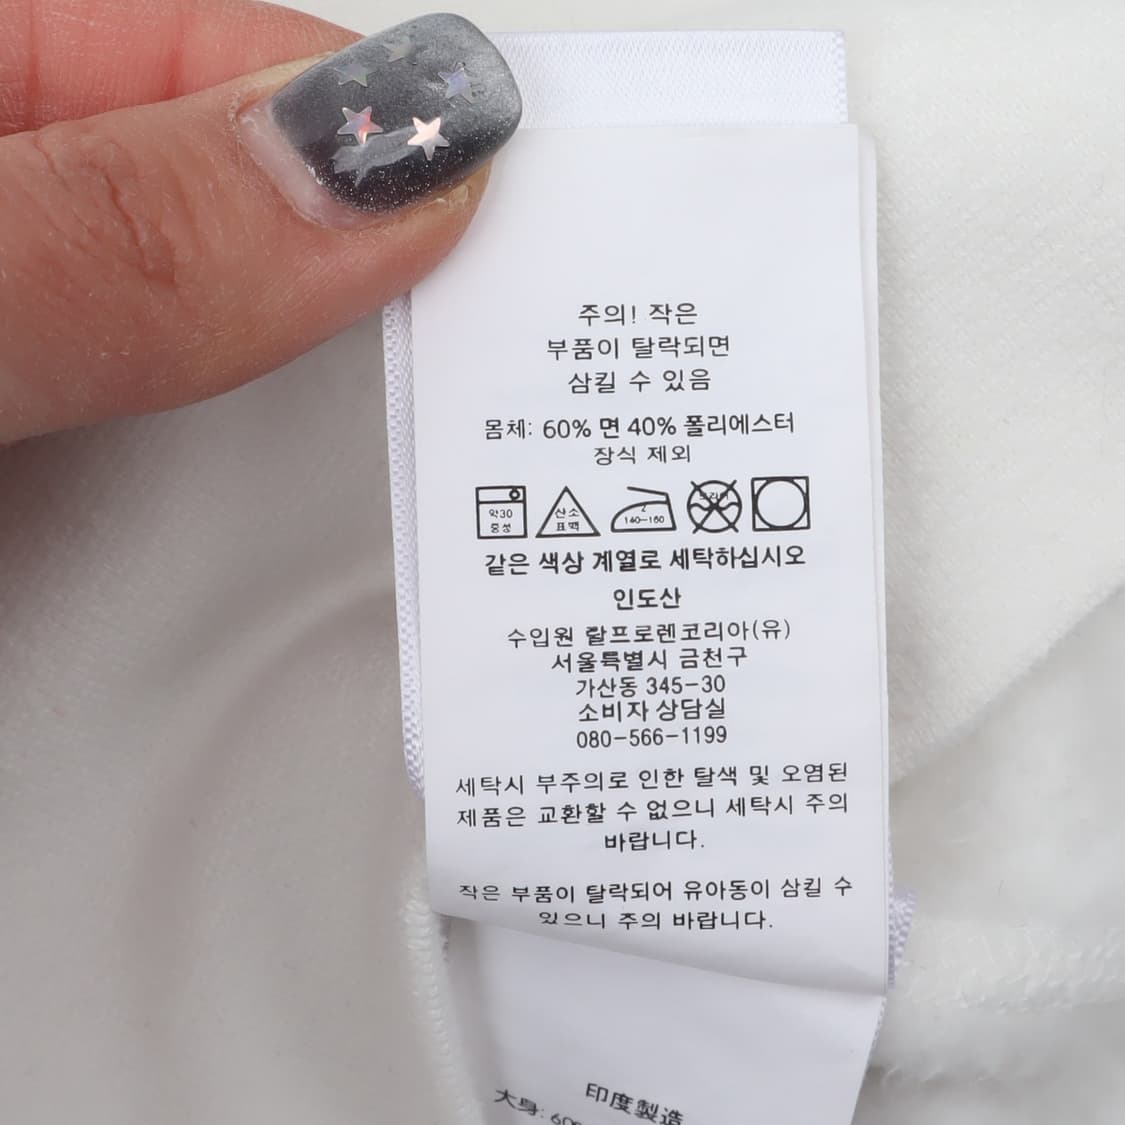 주의! 작은
부품이 탈락되면
삼킬 수 있음
몸체: 60% 면 40% 폴리에스터
장식 제외
약30
중성
산소
표백
140-160
같은 색상 계열로 세탁하십시오
인도산
수입원 랄프로렌코리아(유)
서울특별시 금천구
가산동 345-30
소비자 상담실
080-566-1199
세탁시 부주의로 인한 탈색 및 오염된
제품은 교환할 수 없으니 세탁시 주의
바랍니다.
작은 부품이 탈락되어 유아동이 삼킬 수
있으니 주의 바랍니다.
印度製造
大身: